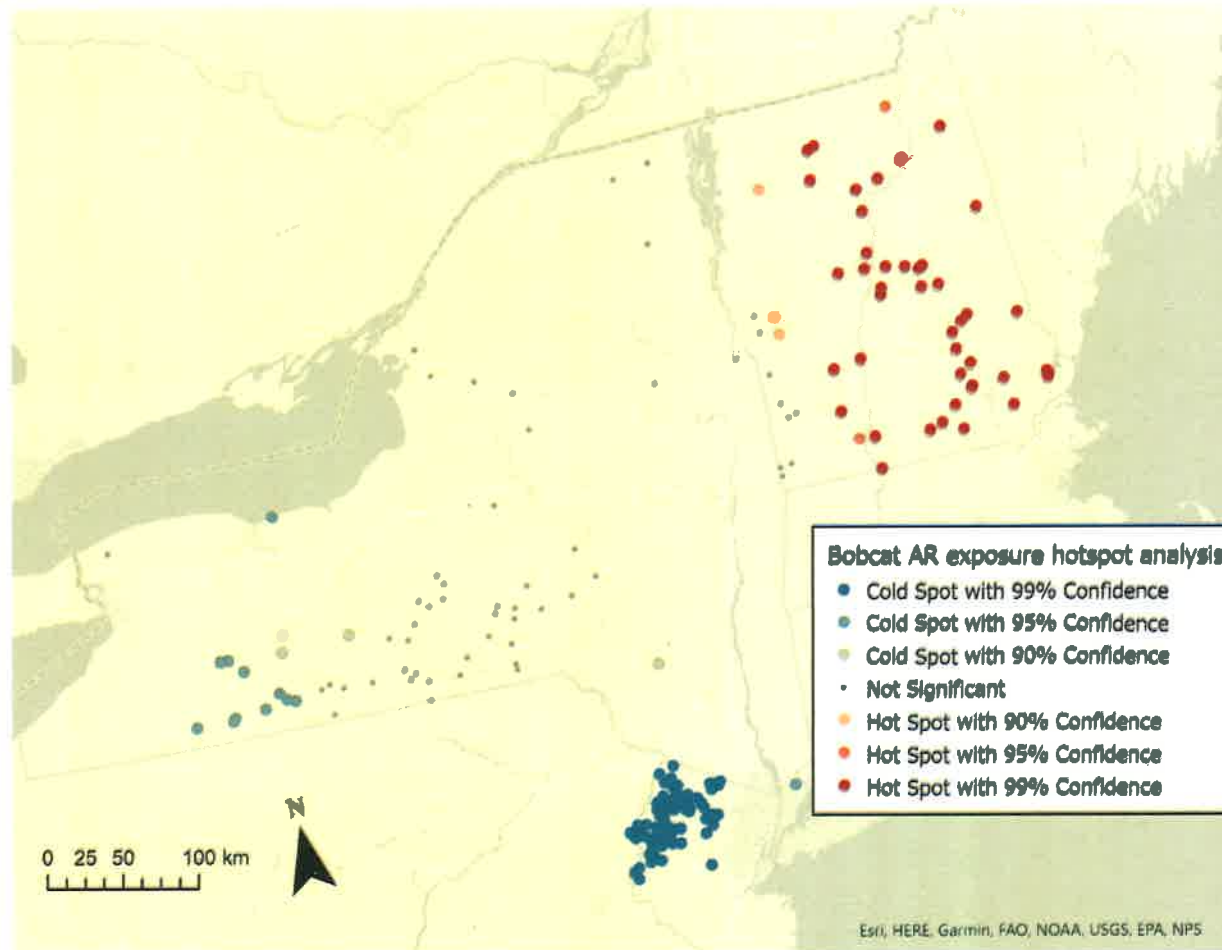 Bobcat AR exposure hotspot analysis
Cold Spot with 99% Confidence
Cold Spot with 95% Confidence
Cold Spot with 90% Confidence
Not Significant
Hot Spot with 90% Confidence
Hot Spot with 95% Confidence
Hot Spot with 99% Confidence
N
0 25 50 100 km
Esri, HERE, Garmin, FAO, NOAA, USGS, EPA, NPS